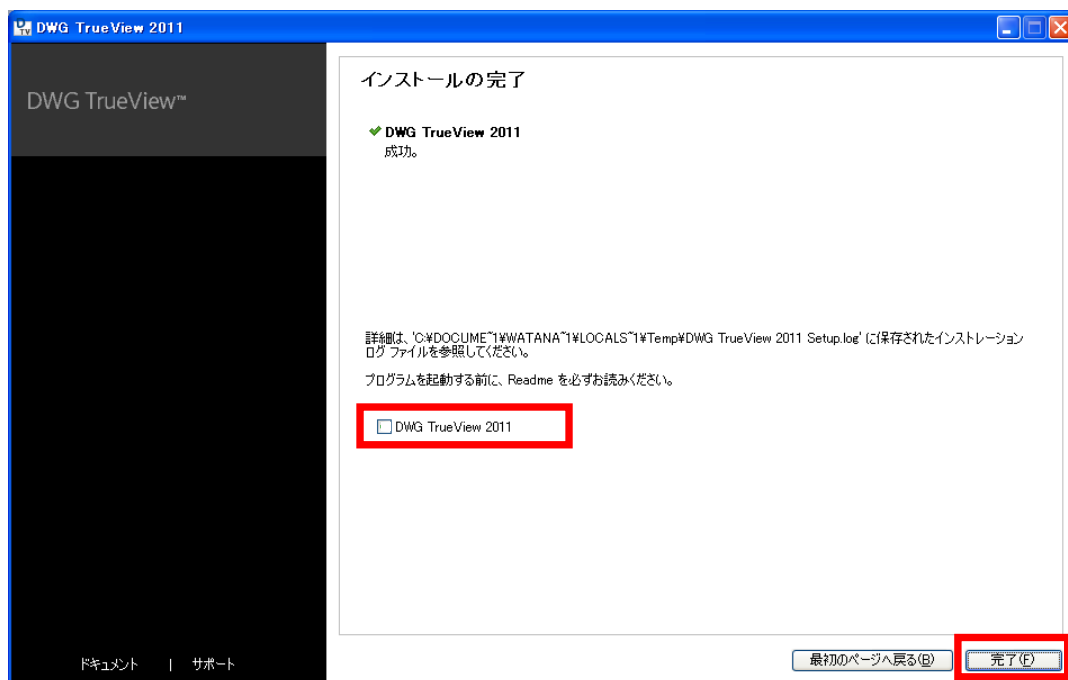 DWG TrueView 2011
DWG TrueView™
インストールの完了
DWG TrueView 2011
成功。
詳細は、'C:¥DOCUME~1¥WATANA~1¥LOCALS~1¥Temp¥DWG TrueView 2011 Setup.log' に保存されたインストレーション
ログ ファイルを参照してください。
プログラムを起動する前に、Readme を必ずお読みください。
DWG TrueView 2011
ドキュメント | サポート
最初のページへ戻る(B)
完了(F)